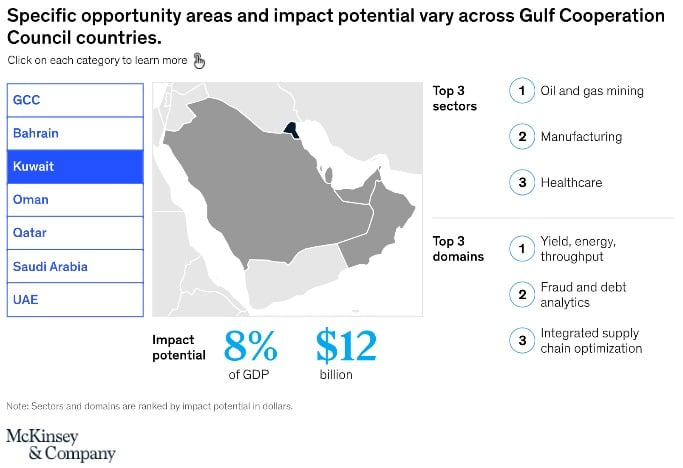 Specific opportunity areas and impact potential vary across Gulf Cooperation
Council countries.
Click on each category to learn more
GCC
Bahrain
Kuwait
Oman
Qatar
Saudi Arabia
UAE
Top 3
sectors
1 Oil and gas mining
2 Manufacturing
3 Healthcare
Top 3
domains
1 Yield, energy,
throughput
2 Fraud and debt
analytics
3 Integrated supply
chain optimization
Impact
potential
8%
of GDP
$12
billion
Note: Sectors and domains are ranked by impact potential in dollars.
McKinsey
& Company